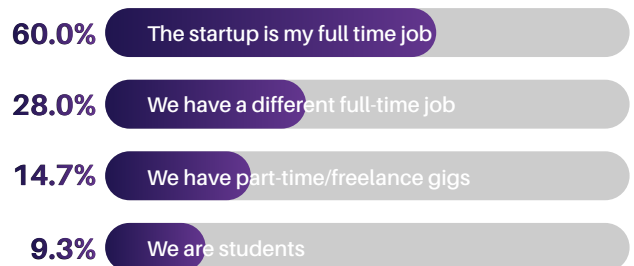 60.0% The startup is my full time job
28.0% We have a different full-time job
14.7% We have part-time/freelance gigs
9.3% We are students